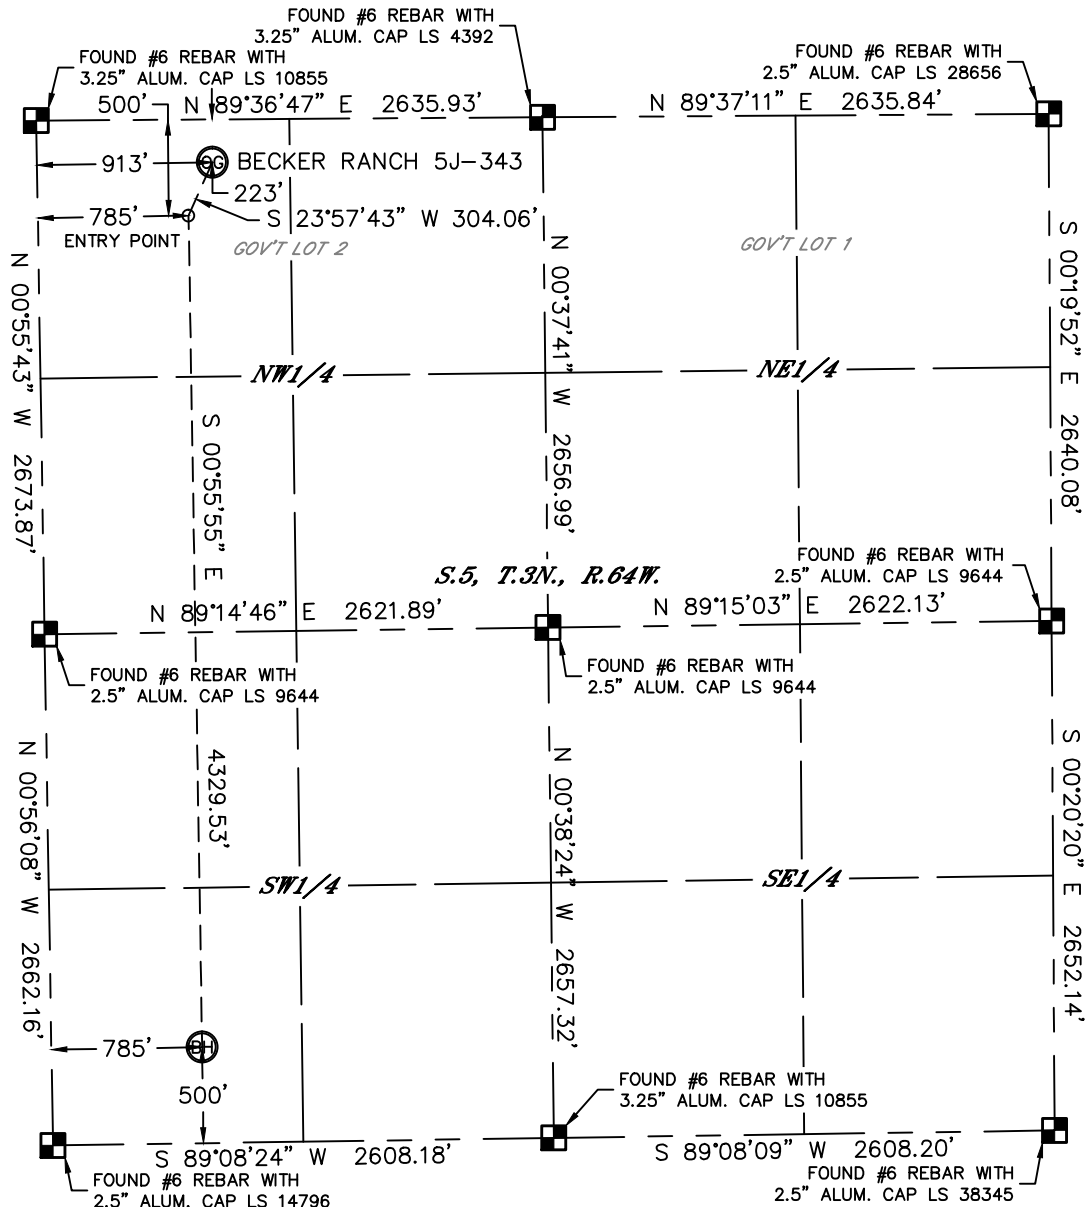 FOUND #6 REBAR WITH
3.25" ALUM. CAP LS 4392
FOUND #6 REBAR WITH
3.25" ALUM. CAP LS 10855
FOUND #6 REBAR WITH
2.5" ALUM. CAP LS 28656
500'
N 89°36'47" E 2635.93'
N 89°37'11" E 2635.84'
913'
OG
BECKER RANCH 5J-343
223'
785'
S 23°57'43" W 304.06'
ENTRY POINT
GOV'T LOT 2
GOV'T LOT 1
N 00°55'43" W 2673.87'
N 00°37'41" W 2656.99'
S 00°19'52" E 2640.08'
NW1/4
NE1/4
S 00°55'55" E
4329.53'
S.5, T.3N., R.64W.
FOUND #6 REBAR WITH
2.5" ALUM. CAP LS 9644
N 89°14'46" E 2621.89'
N 89°15'03" E 2622.13'
FOUND #6 REBAR WITH
2.5" ALUM. CAP LS 9644
FOUND #6 REBAR WITH
2.5" ALUM. CAP LS 9644
N 00°56'08" W 2662.16'
N 00°38'24" W 2657.32'
S 00°20'20" E 2652.14'
SW1/4
SE1/4
785'
BH
500'
FOUND #6 REBAR WITH
3.25" ALUM. CAP LS 10855
S 89°08'24" W 2608.18'
S 89°08'09" W 2608.20'
FOUND #6 REBAR WITH
2.5" ALUM. CAP LS 14796
FOUND #6 REBAR WITH
2.5" ALUM. CAP LS 38345